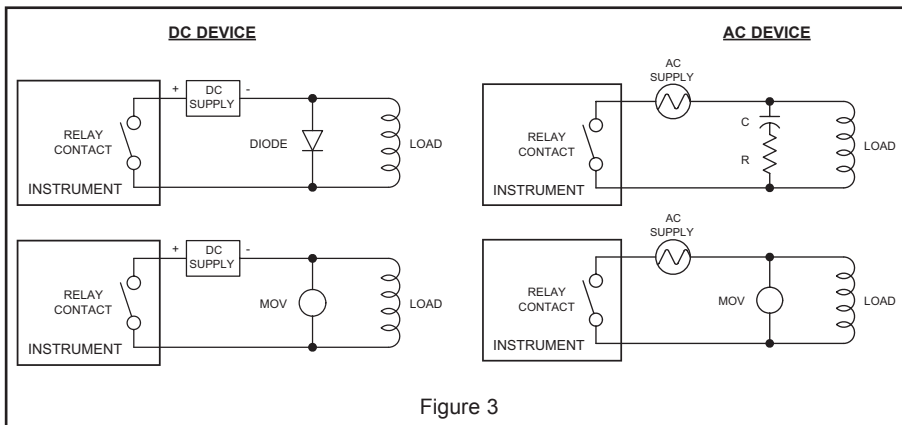 DC DEVICE
+
DC
SUPPLY
-
RELAY
CONTACT
DIODE
LOAD
INSTRUMENT
AC DEVICE
AC
SUPPLY
RELAY
CONTACT
C
R
LOAD
INSTRUMENT
+
DC
SUPPLY
-
RELAY
CONTACT
MOV
LOAD
INSTRUMENT
AC
SUPPLY
RELAY
CONTACT
MOV
LOAD
INSTRUMENT
Figure 3